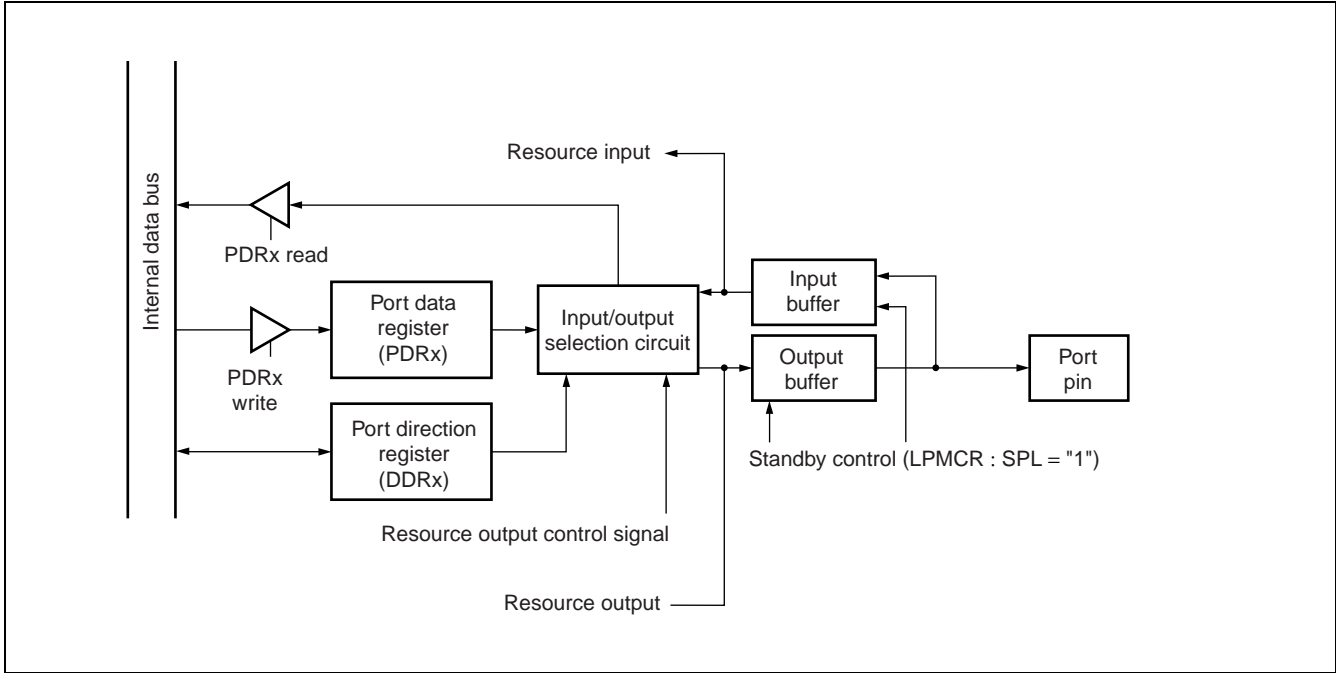 Internal data bus
Resource input
PDRx read
Port data
register
(PDRx)
Input/output
selection circuit
Input
buffer
Output
buffer
Port
pin
PDRx
write
Port direction
register
(DDRx)
Standby control (LPMCR : SPL = "1")
Resource output control signal
Resource output